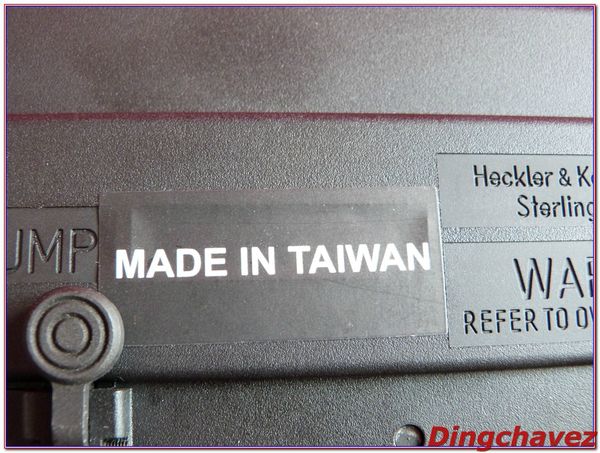 Heckler & K
Sterling
UMP
MADE IN TAIWAN
WA
REFER TO O
Dingchavez